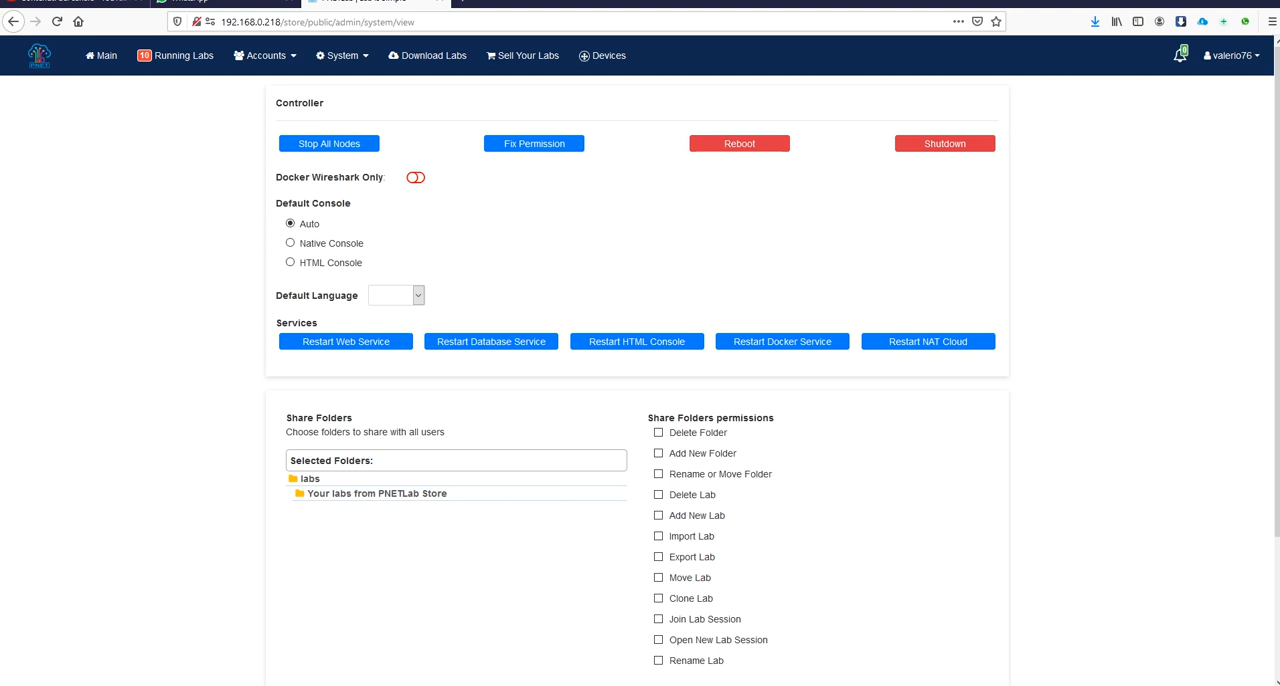 192.168.0.218/store/public/admin/system/view
PNET
Main
10 Running Labs
Accounts
System
Download Labs
Sell Your Labs
Devices
0
valerio76
Controller
Stop All Nodes
Fix Permission
Reboot
Shutdown
Docker Wireshark Only:
Default Console
Auto
Native Console
HTML Console
Default Language
Services
Restart Web Service
Restart Database Service
Restart HTML Console
Restart Docker Service
Restart NAT Cloud
Share Folders
Choose folders to share with all users
Selected Folders:
labs
Your labs from PNETLab Store
Share Folders permissions
Delete Folder
Add New Folder
Rename or Move Folder
Delete Lab
Add New Lab
Import Lab
Export Lab
Move Lab
Clone Lab
Join Lab Session
Open New Lab Session
Rename Lab